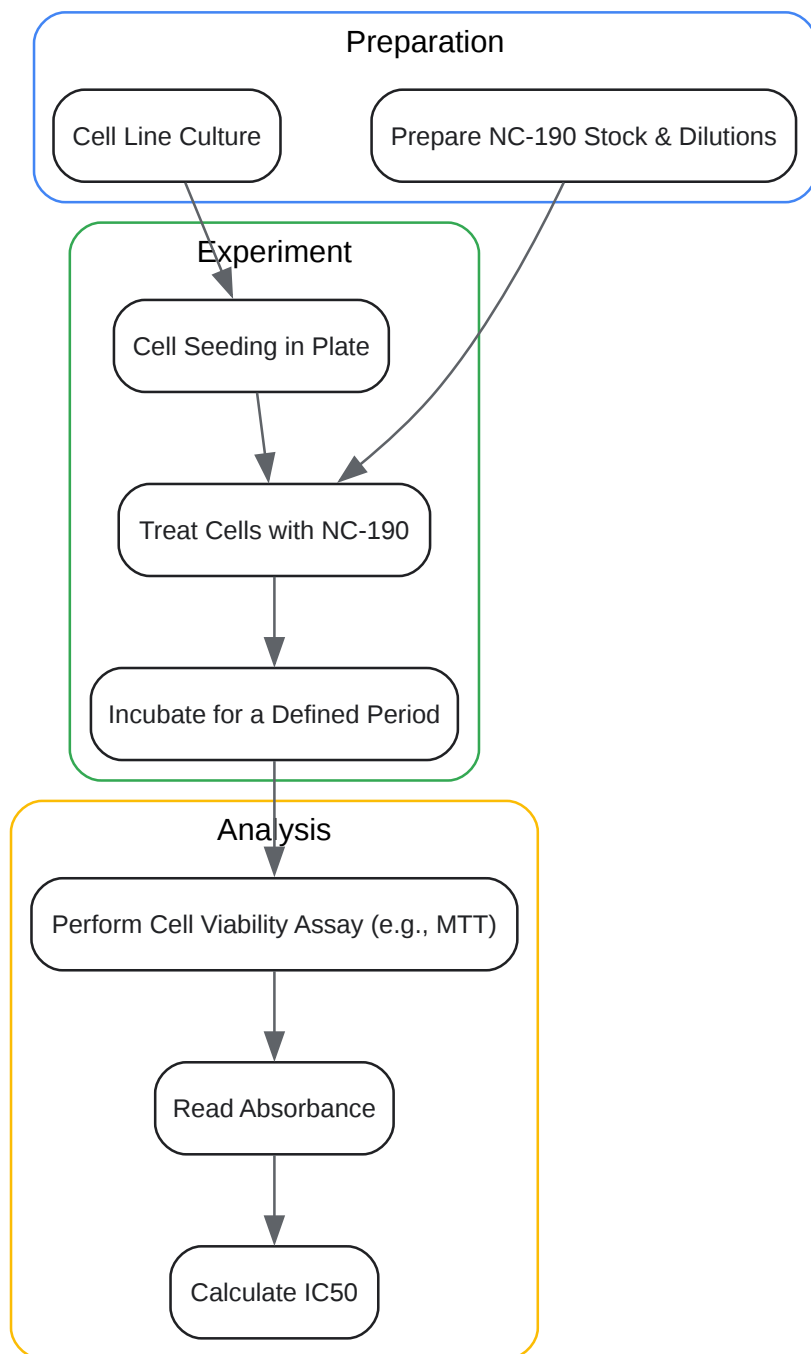 Preparation
Cell Line Culture
Prepare NC-190 Stock & Dilutions
Experiment
Cell Seeding in Plate
Treat Cells with NC-190
Incubate for a Defined Period
Analysis
Perform Cell Viability Assay (e.g., MTT)
Read Absorbance
Calculate IC50